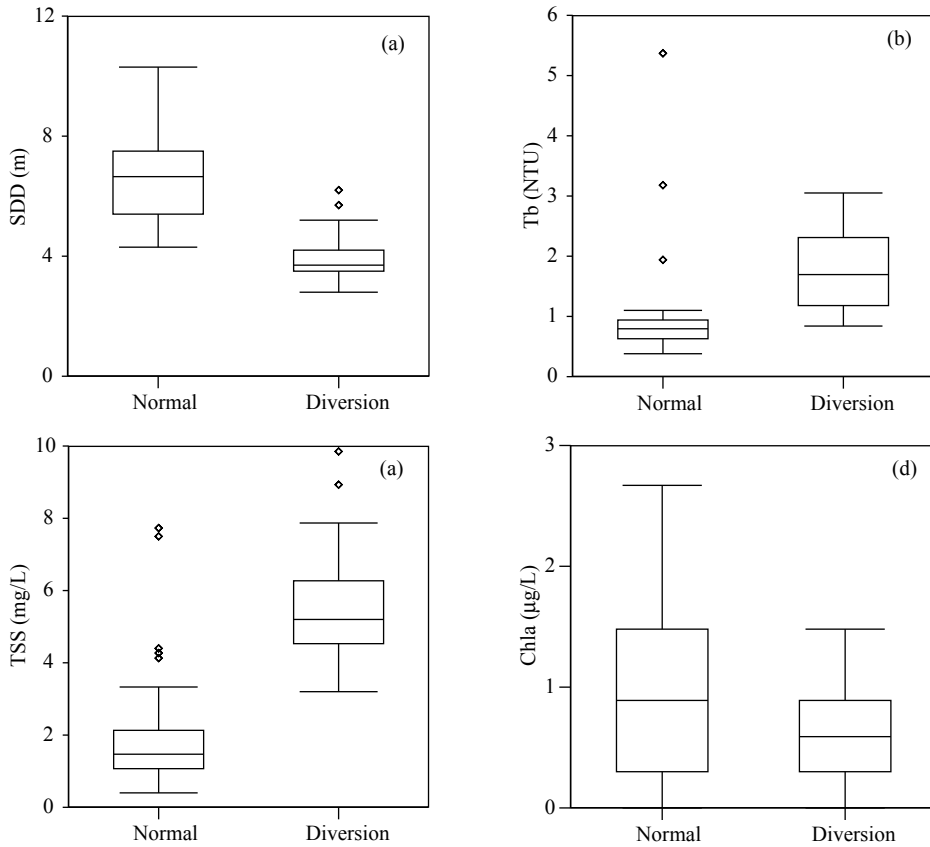 (a)
12
8
4
0
SDD (m)
Normal Diversion
(b)
6
5
4
3
2
1
0
Tb (NTU)
Normal Diversion
(a)
10
8
6
4
2
0
TSS (mg/L)
Normal Diversion
(d)
3
2
1
0
Chla (μg/L)
Normal Diversion